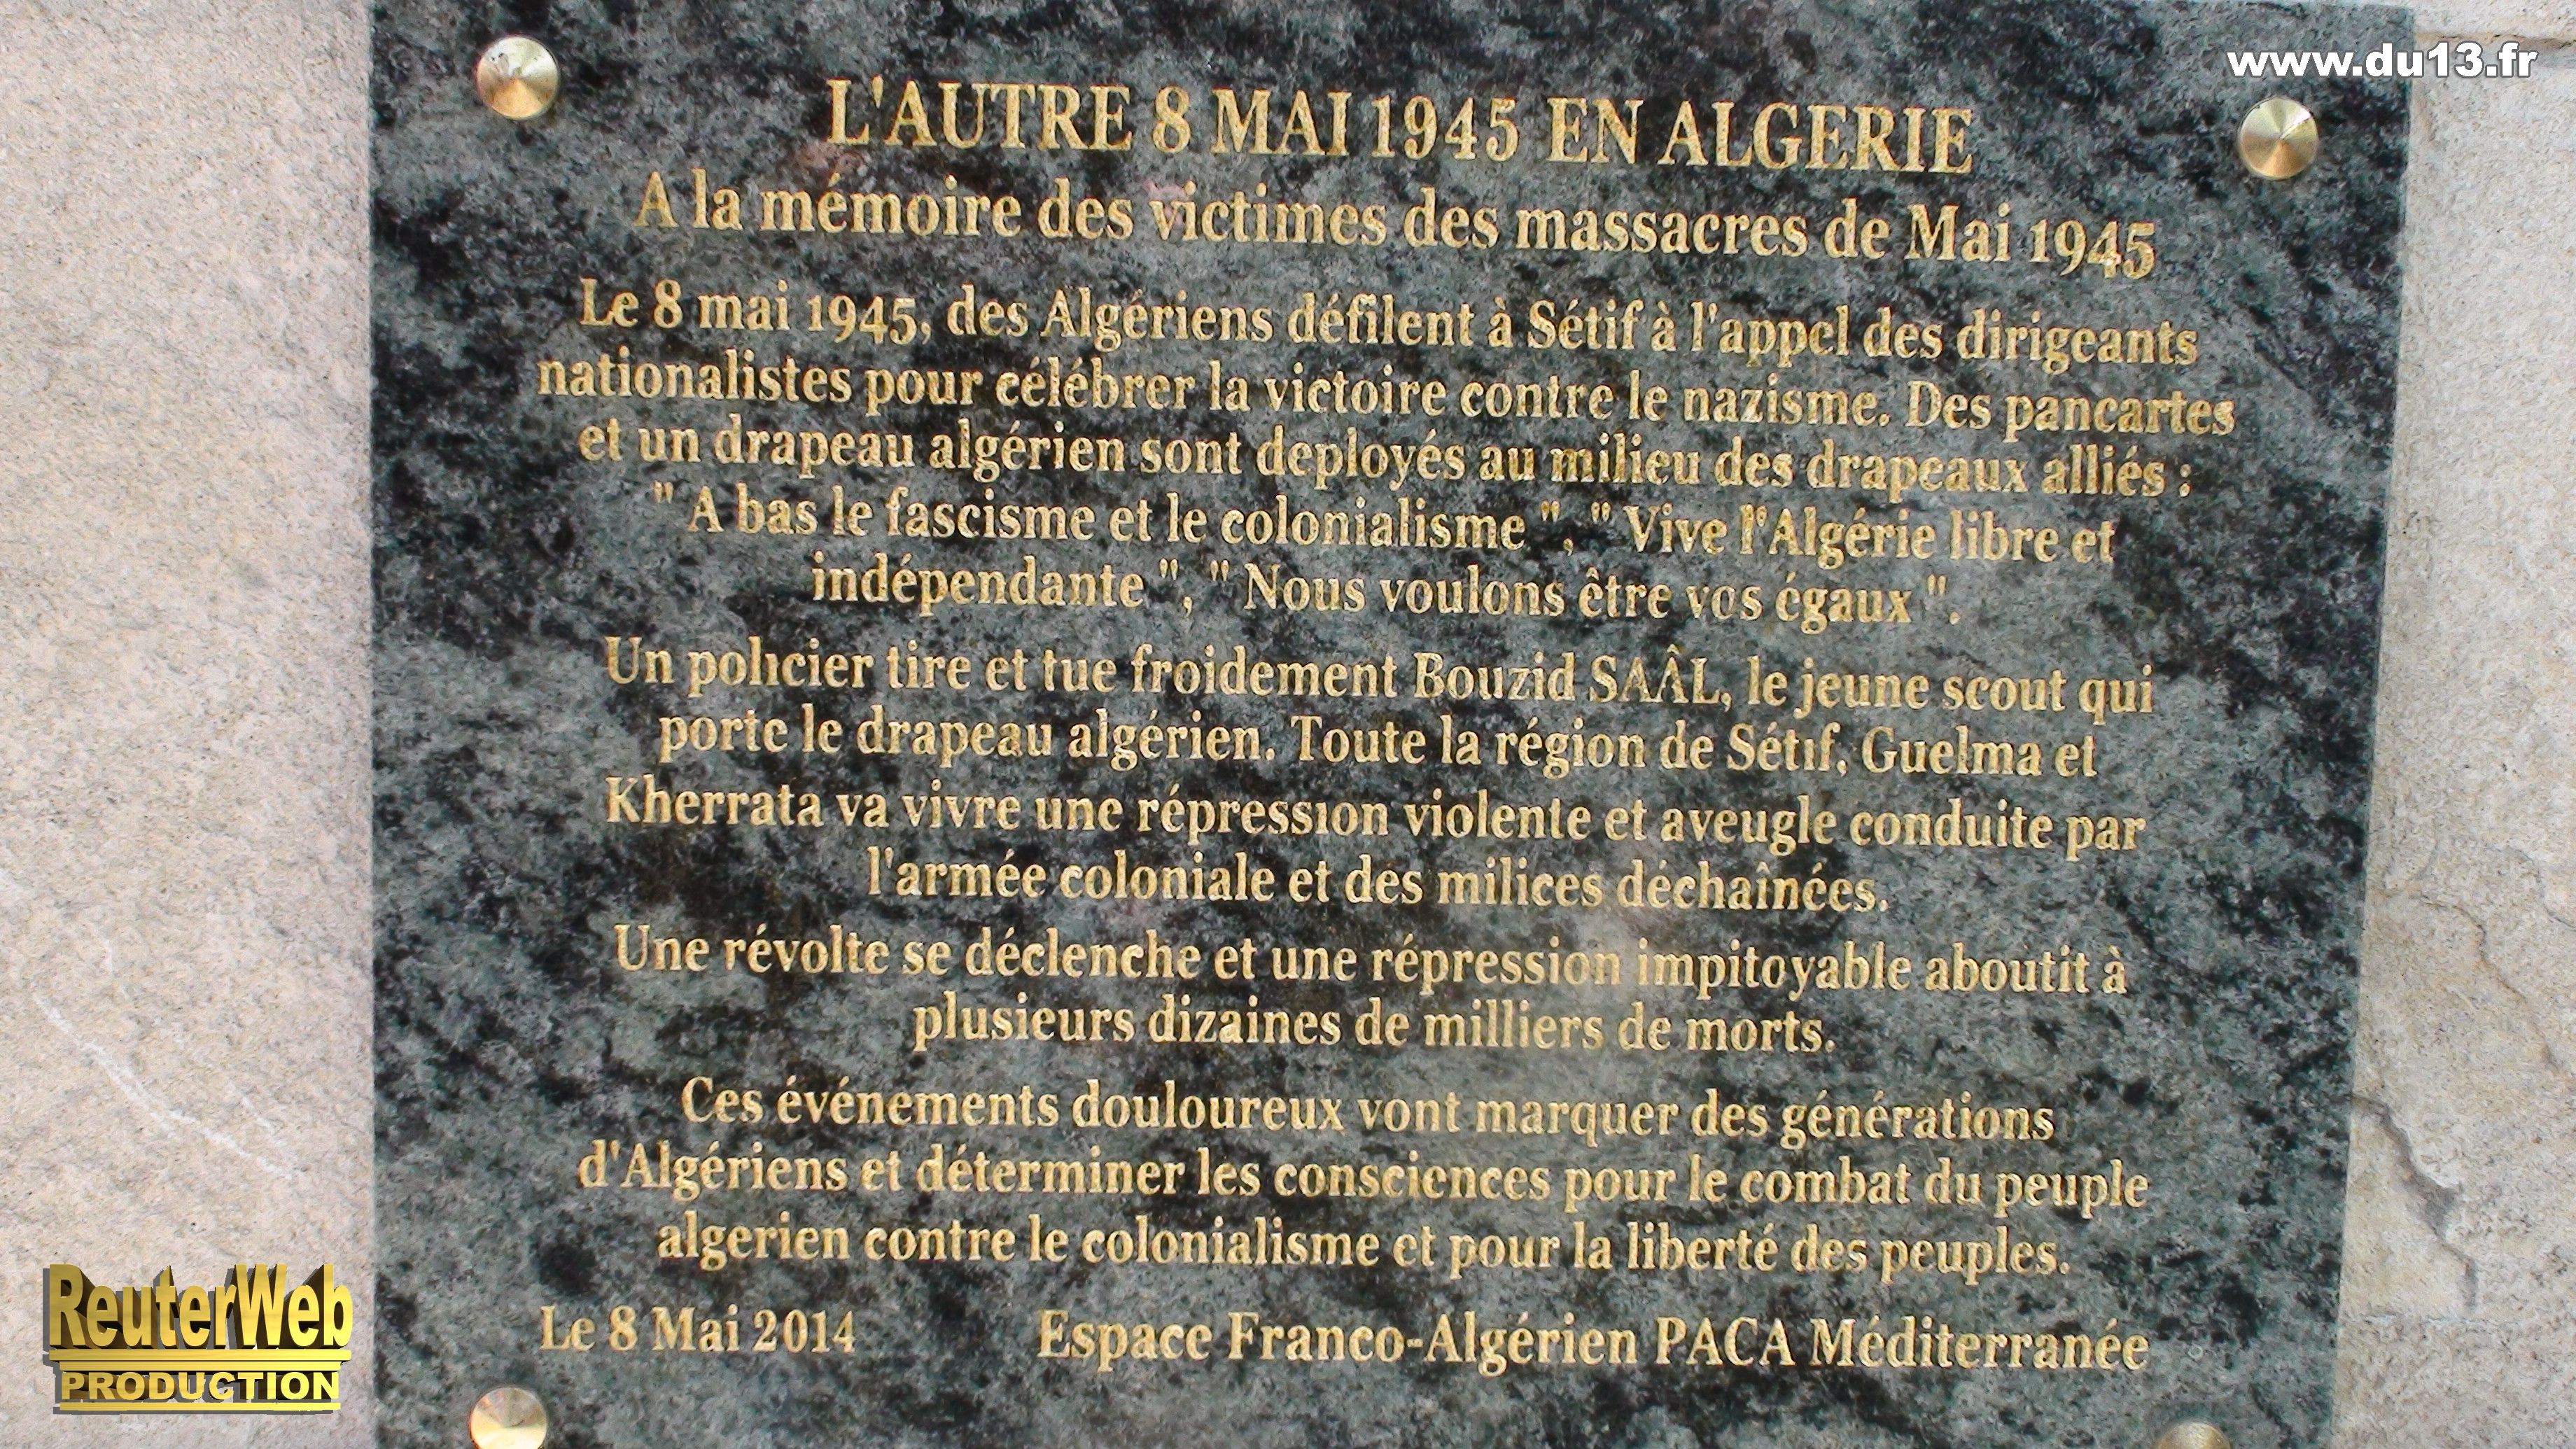 www.du13.fr
L'AUTRE 8 MAI 1945 EN ALGERIE
A la mémoire des victimes des massacres de Mai 1945
Le 8 mai 1945, des Algériens défilent à Sétif à l'appel des dirigeants
nationalistes pour célébrer la victoire contre le nazisme. Des pancartes
et un drapeau algérien sont deployés au milieu des drapeaux alliés :
" A bas le fascisme et le colonialisme ", " Vive l'Algérie libre et
indépendante ", " Nous voulons être vos égaux ".
Un policier tire et tue froidement Bouzid SAÂL, le jeune scout qui
porte le drapeau algérien. Toute la région de Sétif, Guelma et
Kherrata va vivre une répression violente et aveugle conduite par
l'armée coloniale et des milices déchaînées.
Une révolte se déclenche et une répression impitoyable aboutit à
plusieurs dizaines de milliers de morts.
Ces événements douloureux vont marquer des générations
d'Algériens et déterminer les consciences pour le combat du peuple
algerien contre le colonialisme et pour la liberté des peuples.
Le 8 Mai 2014 Espace Franco-Algérien PACA Méditerranée
ReuterWeb
PRODUCTION